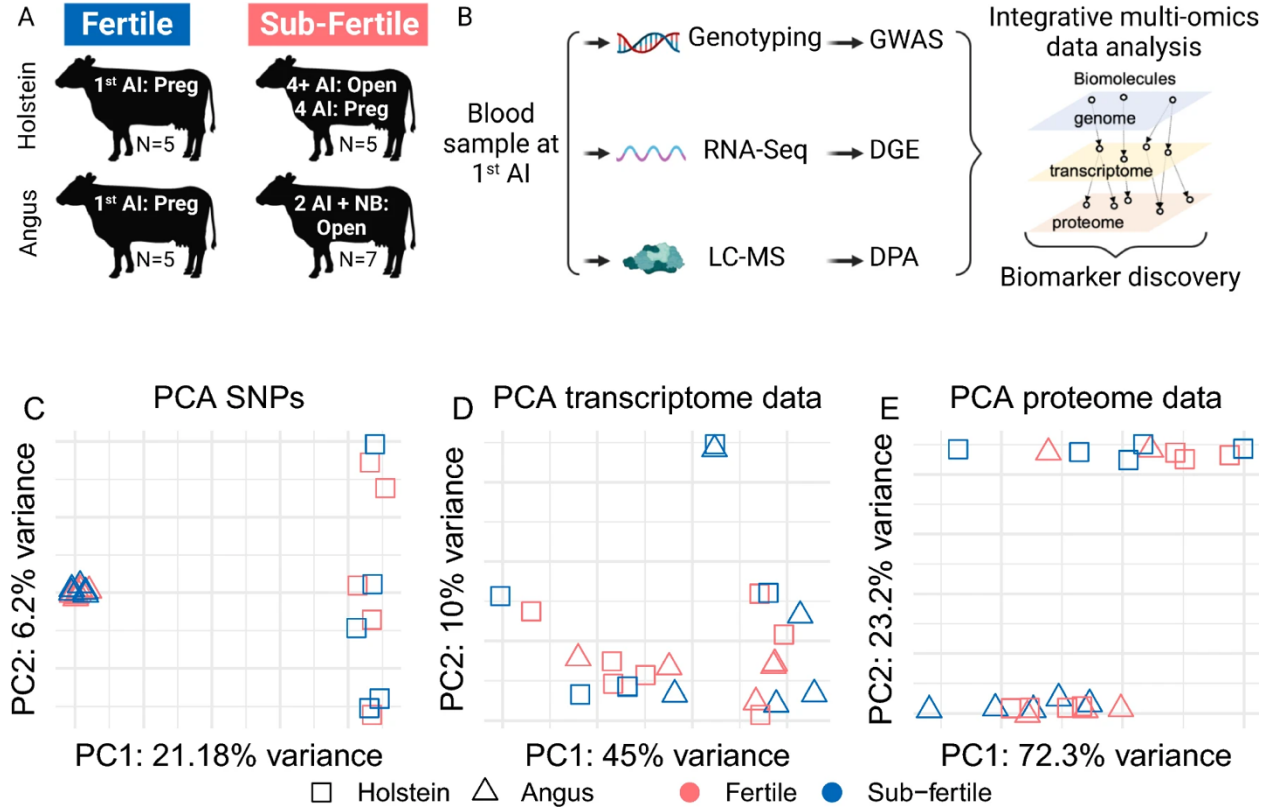 A
Fertile
Sub-Fertile
Holstein
1st AI: Preg
N=5
4+ AI: Open
4 AI: Preg
N=5
Angus
1st AI: Preg
N=5
2 AI + NB:
Open
N=7
B
Blood
sample at
1st AI
Genotyping
GWAS
RNA-Seq
DGE
LC-MS
DPA
Integrative multi-omics
data analysis
Biomolecules
genome
transcriptome
proteome
Biomarker discovery
C
PCA SNPs
PC2: 6.2% variance
PC1: 21.18% variance
D
PCA transcriptome data
PC2: 10% variance
PC1: 45% variance
E
PCA proteome data
PC2: 23.2% variance
PC1: 72.3% variance
Holstein
Angus
Fertile
Sub−fertile